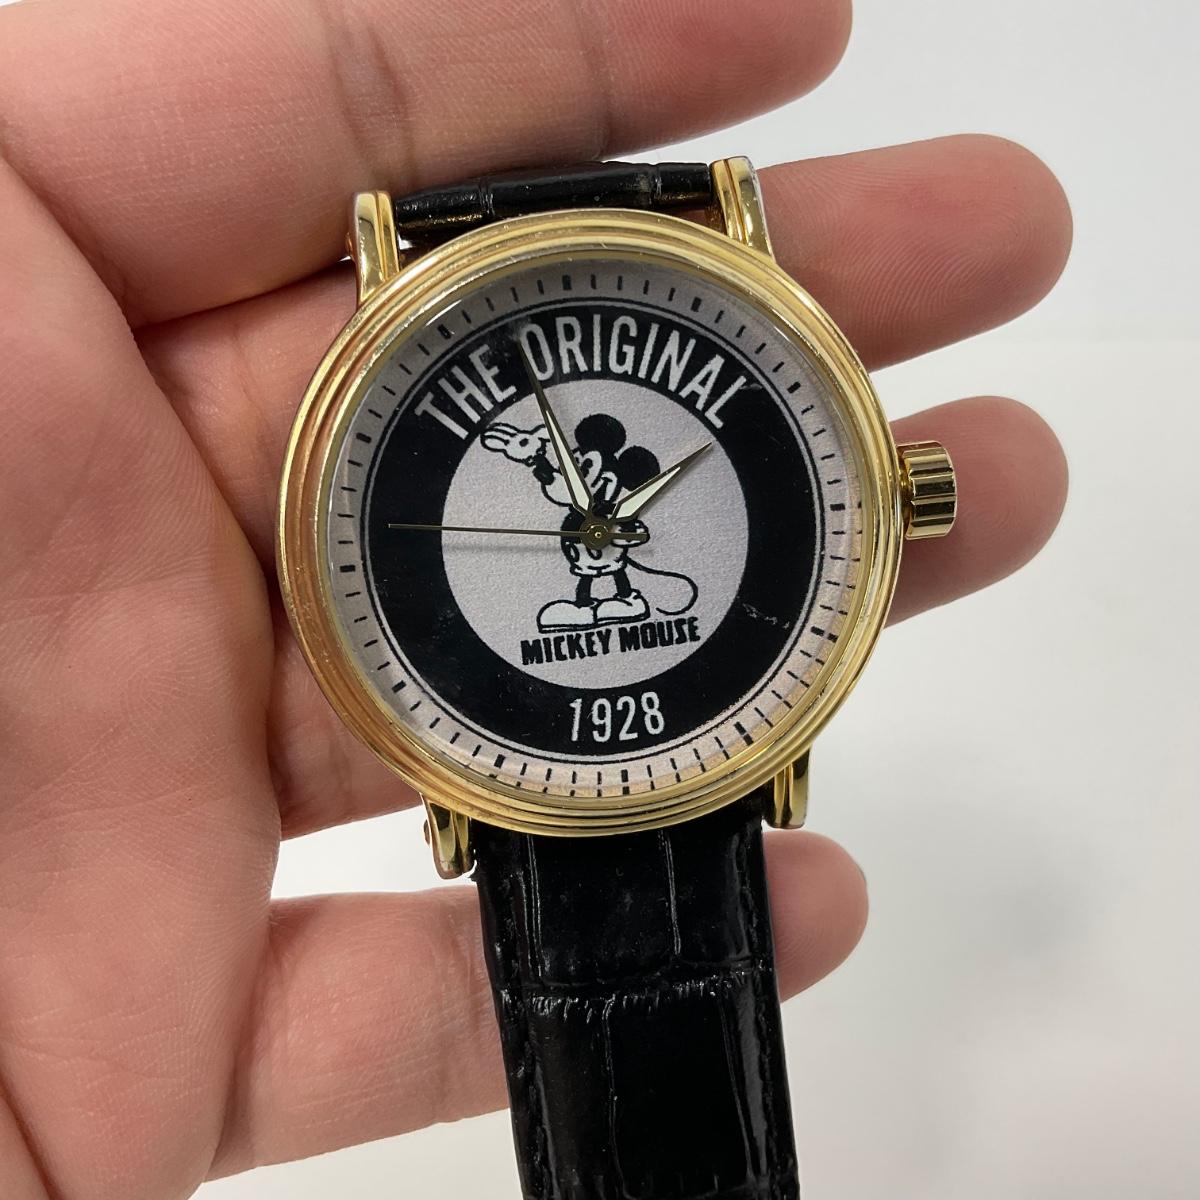 THE ORIGINAL
MICKEY MOUSE
1928